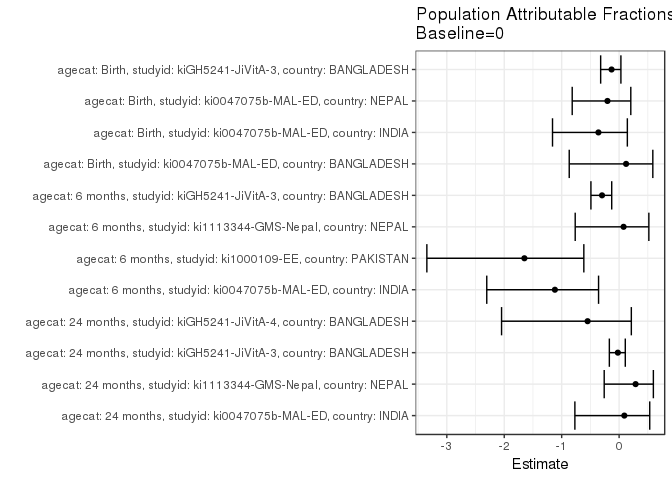 Population Attributable Fractions
Baseline=0
agecat: Birth, studyid: kiGH5241-JiVitA-3, country: BANGLADESH
agecat: Birth, studyid: ki0047075b-MAL-ED, country: NEPAL
agecat: Birth, studyid: ki0047075b-MAL-ED, country: INDIA
agecat: Birth, studyid: ki0047075b-MAL-ED, country: BANGLADESH
agecat: 6 months, studyid: kiGH5241-JiVitA-3, country: BANGLADESH
agecat: 6 months, studyid: ki1113344-GMS-Nepal, country: NEPAL
agecat: 6 months, studyid: ki1000109-EE, country: PAKISTAN
agecat: 6 months, studyid: ki0047075b-MAL-ED, country: INDIA
agecat: 24 months, studyid: kiGH5241-JiVitA-4, country: BANGLADESH
agecat: 24 months, studyid: kiGH5241-JiVitA-3, country: BANGLADESH
agecat: 24 months, studyid: ki1113344-GMS-Nepal, country: NEPAL
agecat: 24 months, studyid: ki0047075b-MAL-ED, country: INDIA
-3 -2 -1 0
Estimate